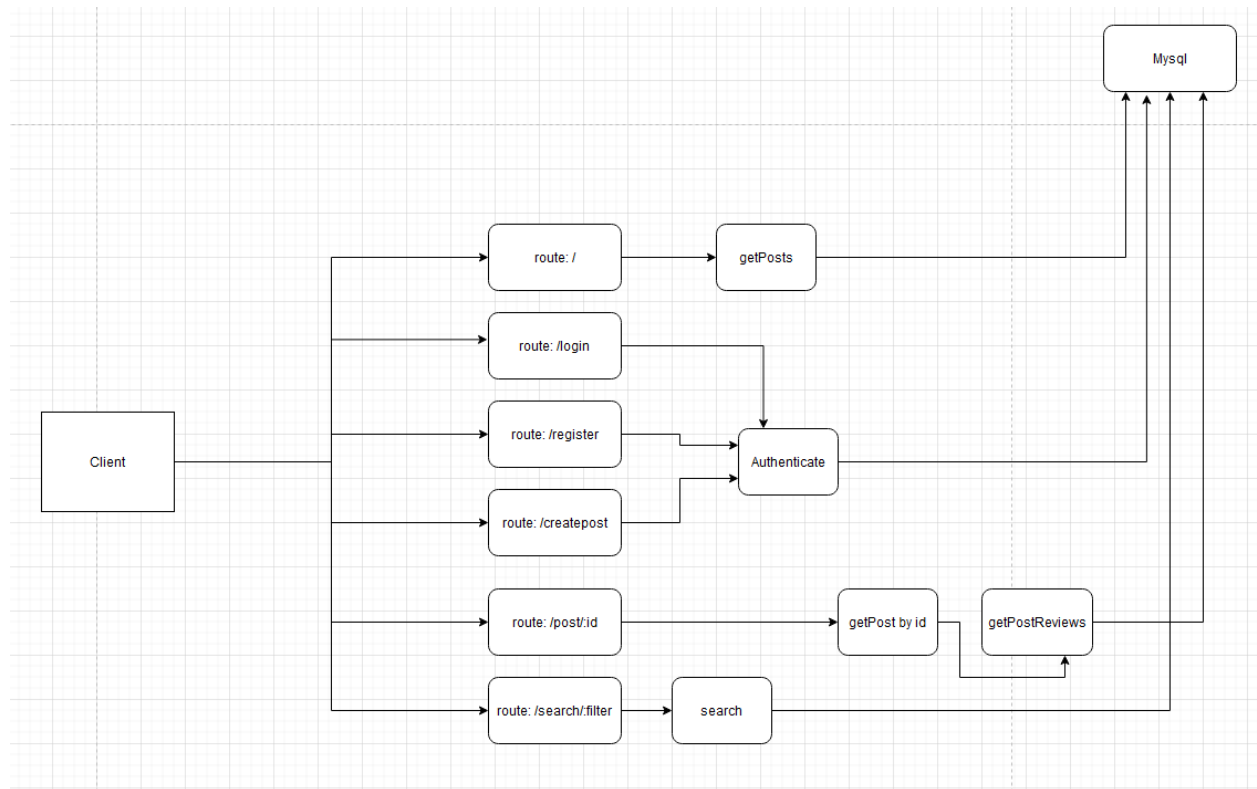 Mysql
route: /
getPosts
route: /login
route: /register
Client
Authenticate
route: /createpost
route: /post/:id
getPost by id
getPostReviews
route: /search/:filter
search